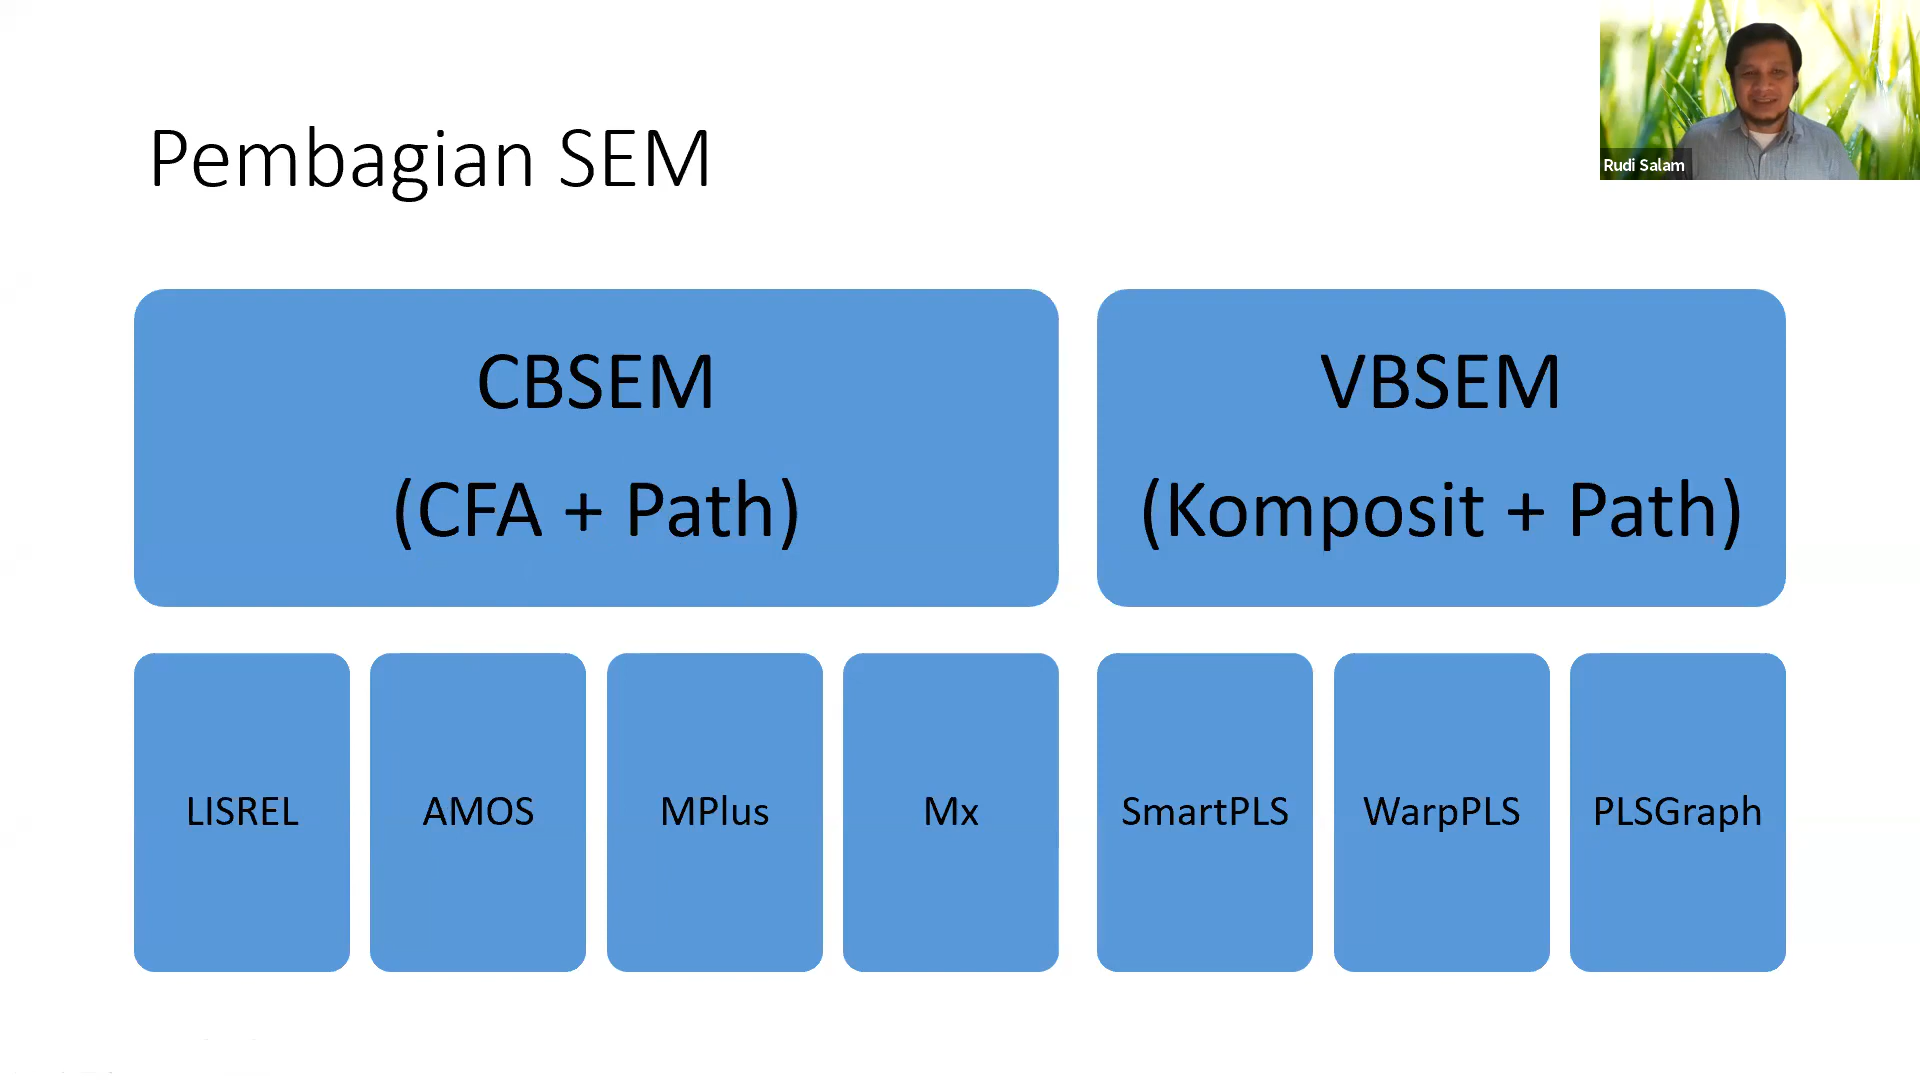 Pembagian SEM
Rudi Salam
CBSEM
(CFA + Path)
VBSEM
(Komposit + Path)
LISREL
AMOS
MPlus
Mx
SmartPLS
WarpPLS
PLSGraph